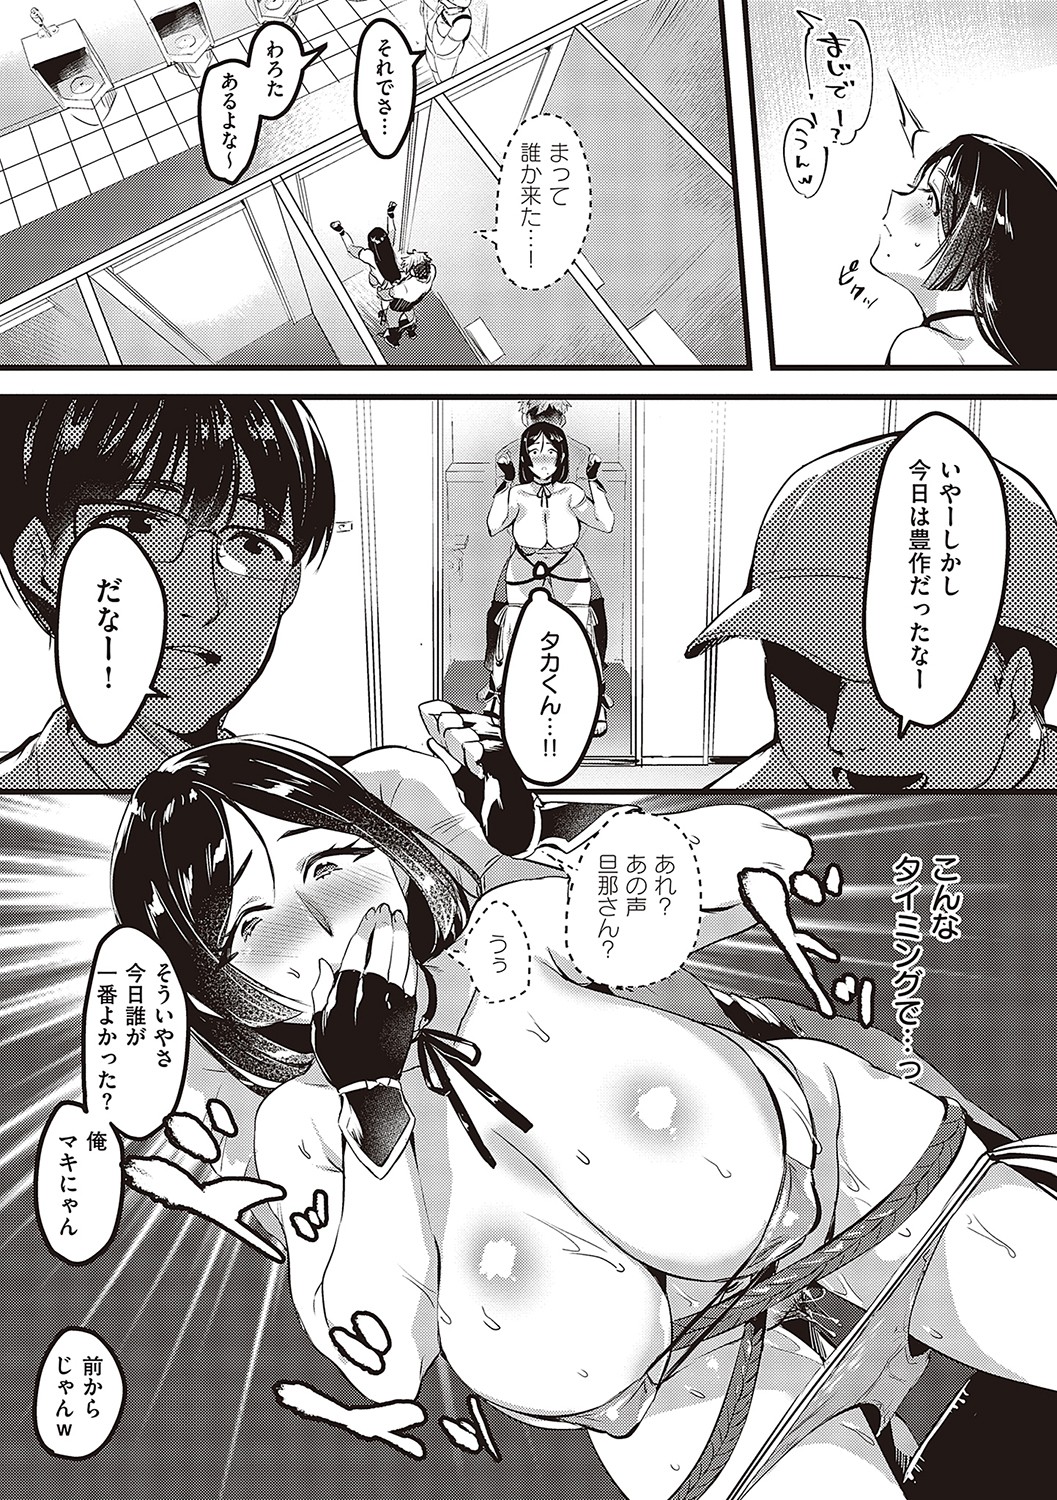 まじでー？
うんw
ピクッ
それでさ…
わろた
あるよな～
まって
誰か来た…！
いやーしかし
今日は豊作だったなー
タカくん…!!
だなー！
こんな
タイミングで…っ
あれ？
あの声
旦那さん？
うぅ
そういやさ
今日誰が
一番よかった？
俺
マキにゃん
前から
じゃんw